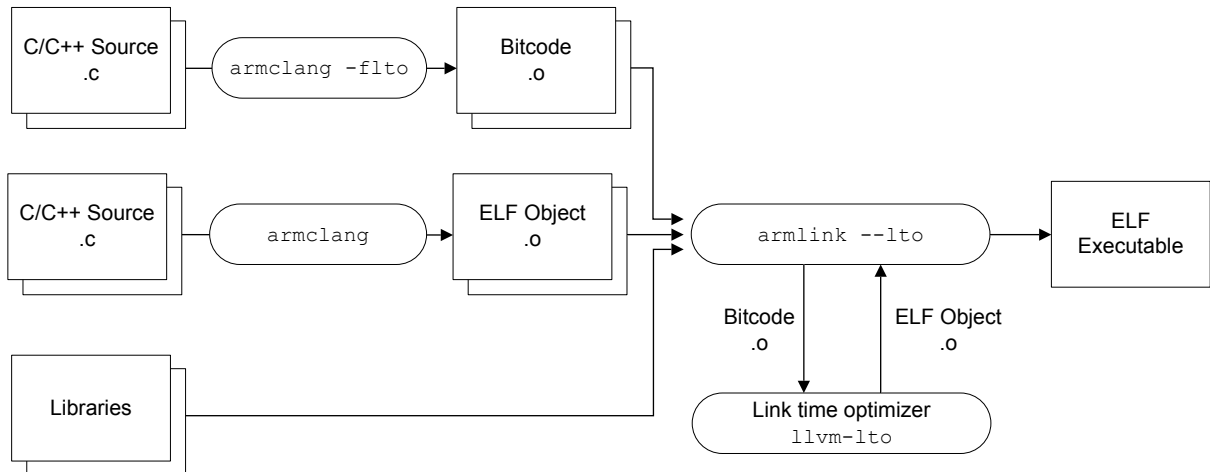 C/C++ Source
.c
armclang -flto
Bitcode
.o
C/C++ Source
.c
armclang
ELF Object
.o
armlink --lto
ELF
Executable
Bitcode
.o
ELF Object
.o
Libraries
Link time optimizer
llvm-lto